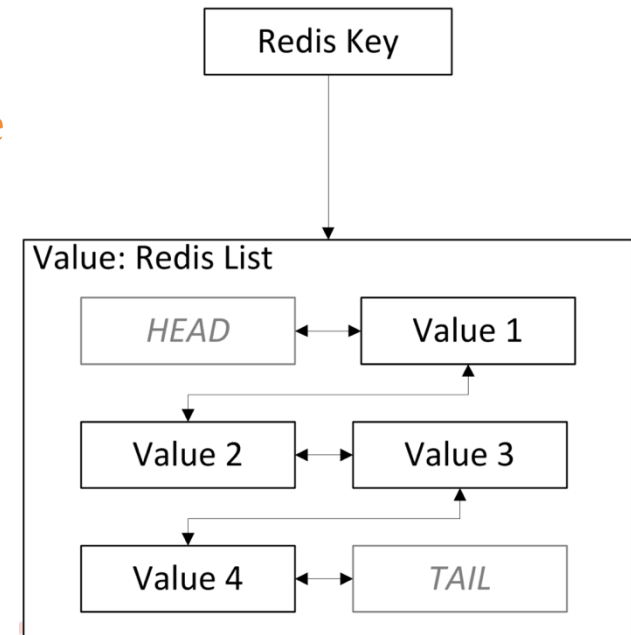 Redis Key
e
Value: Redis List
HEAD
Value 1
Value 2
Value 3
Value 4
TAIL